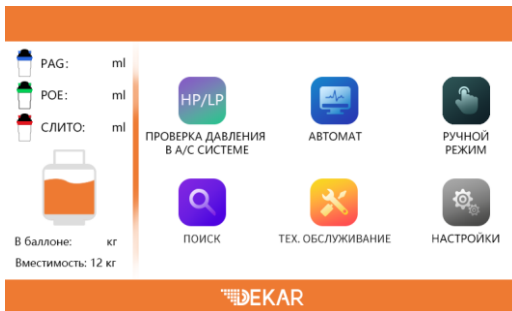 PAG: ml
POE: ml
СЛИТО: ml
В баллоне: кг
Вместимость: 12 кг
HP/LP
ПРОВЕРКА ДАВЛЕНИЯ
В А/С СИСТЕМЕ
АВТОМАТ
РУЧНОЙ
РЕЖИМ
ПОИСК
ТЕХ. ОБСЛУЖИВАНИЕ
НАСТРОЙКИ
DEKAR